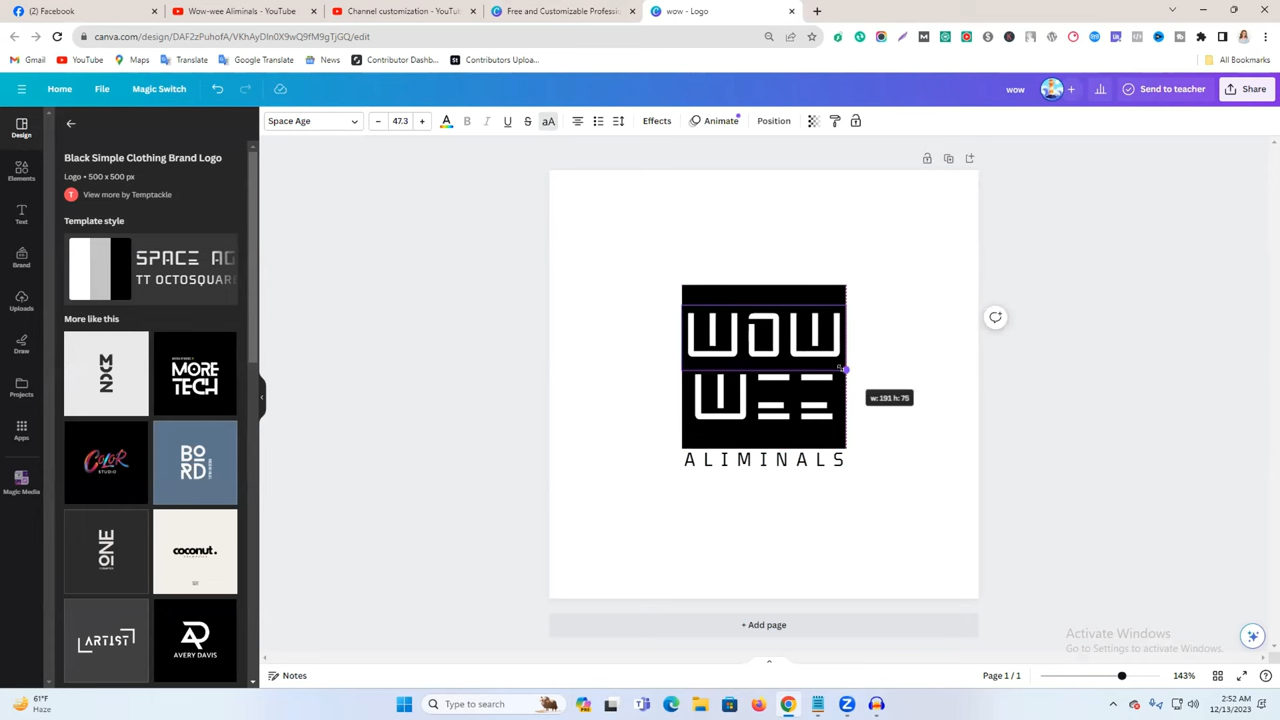 (2) Facebook
Wow-wee Aliminals - YouTube
Channel customization - YouTu
Free and Customizable Professio
wow - Logo
canva.com/design/DAF2zPuhofA/VKhAyDln0X9wQ9fM9gTjGQ/edit
Gmail
YouTube
Maps
Translate
Google Translate
News
Contributor Dashb...
Contributors Uploa...
All Bookmarks
Home
File
Magic Switch
wow
Send to teacher
Share
Design
Elements
Text
Brand
Uploads
Draw
Projects
Apps
Magic Media
Space Age
47.3
Effects
Animate
Position
Black Simple Clothing Brand Logo
Logo • 500 x 500 px
View more by Temptackle
Template style
SPACE AG
TT OCTOSQUAR
More like this
NXM
MORE
TECH
COLOR
STUDIO
BO
RD
ONE
coconut.
ARTIST
AVERY DAVIS
WOW
WEE
ALIMINALS
w: 191 h: 75
+ Add page
Activate Windows
Go to Settings to activate Windows.
Notes
Page 1 / 1
143%
61°F
Haze
Type to search
2:52 AM
12/13/2023